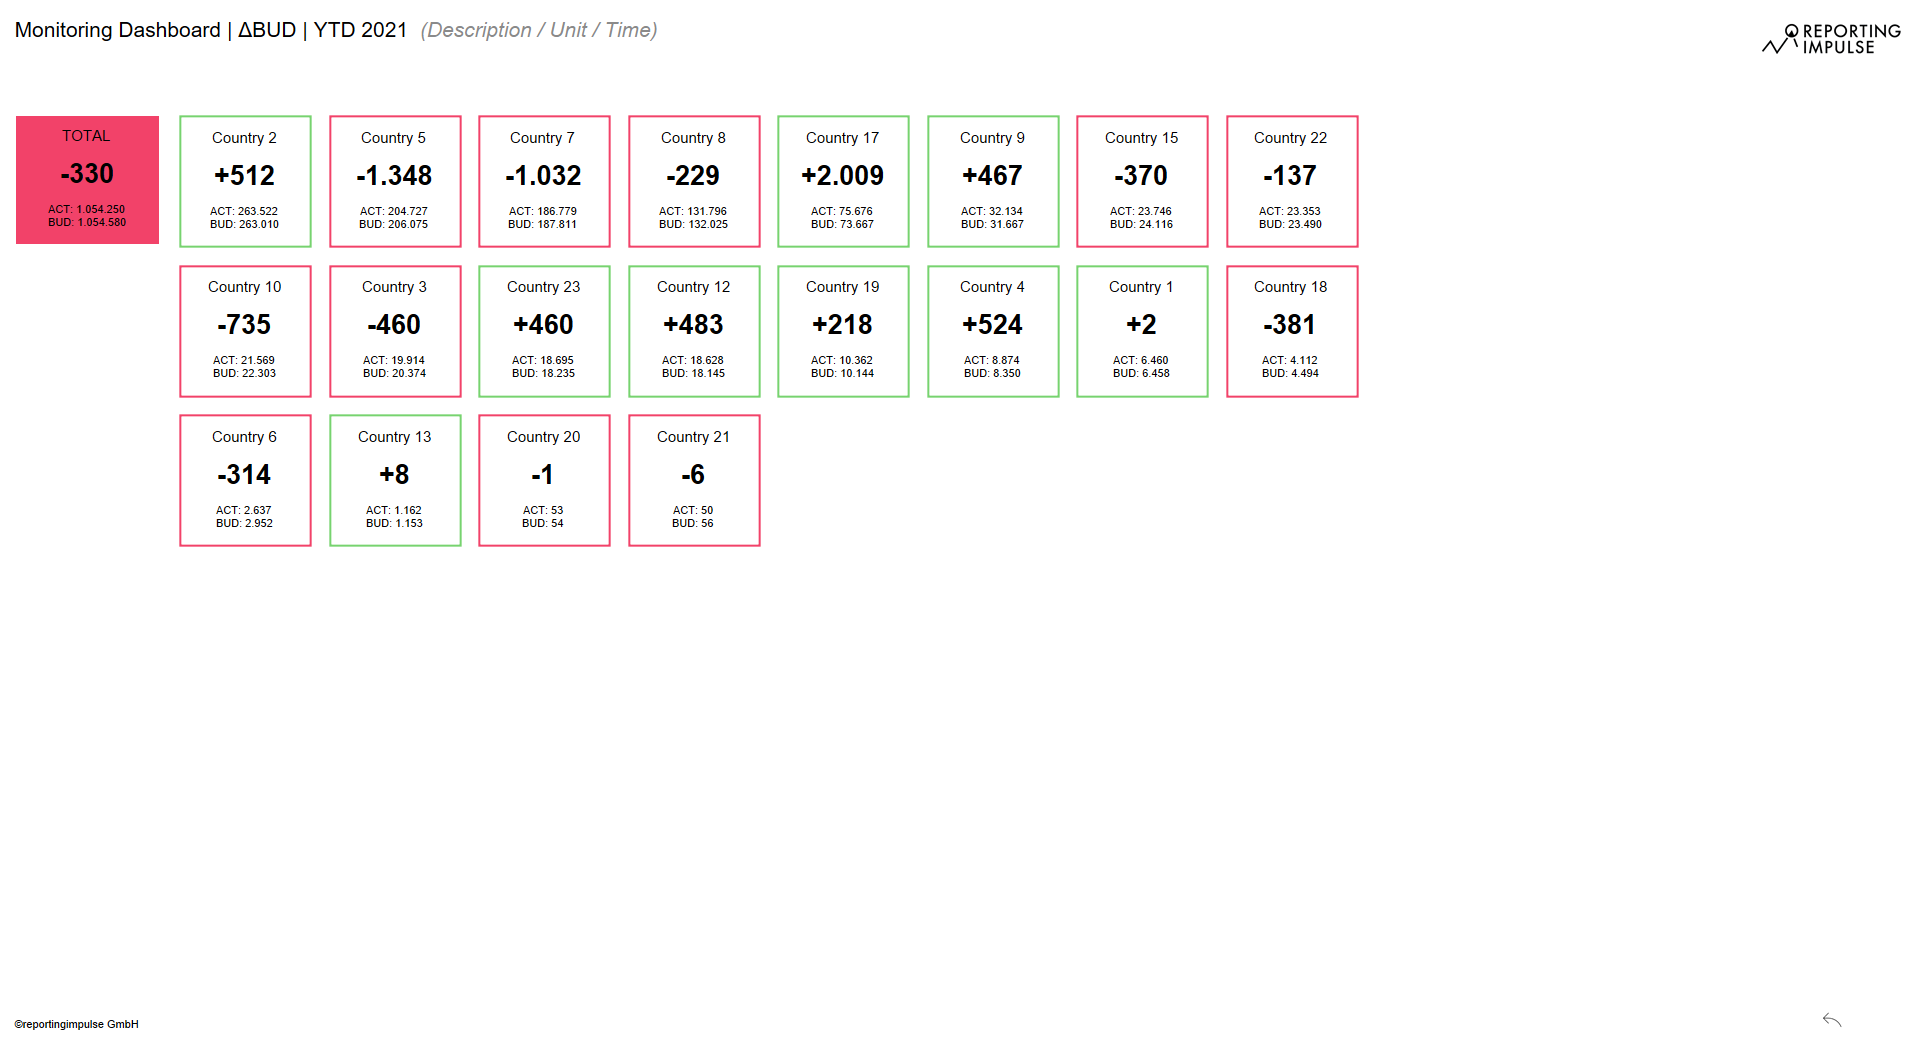 Monitoring Dashboard | ΔBUD | YTD 2021 (Description / Unit / Time)
REPORTING
IMPULSE
TOTAL
-330
ACT: 1.054.250
BUD: 1.054.580
Country 2
+512
ACT: 263.522
BUD: 263.010
Country 5
-1.348
ACT: 204.727
BUD: 206.075
Country 7
-1.032
ACT: 186.779
BUD: 187.811
Country 8
-229
ACT: 131.796
BUD: 132.025
Country 17
+2.009
ACT: 75.676
BUD: 73.667
Country 9
+467
ACT: 32.134
BUD: 31.667
Country 15
-370
ACT: 23.746
BUD: 24.116
Country 22
-137
ACT: 23.353
BUD: 23.490
Country 10
-735
ACT: 21.569
BUD: 22.303
Country 3
-460
ACT: 19.914
BUD: 20.374
Country 23
+460
ACT: 18.695
BUD: 18.235
Country 12
+483
ACT: 18.628
BUD: 18.145
Country 19
+218
ACT: 10.362
BUD: 10.144
Country 4
+524
ACT: 8.874
BUD: 8.350
Country 1
+2
ACT: 6.460
BUD: 6.458
Country 18
-381
ACT: 4.112
BUD: 4.494
Country 6
-314
ACT: 2.637
BUD: 2.952
Country 13
+8
ACT: 1.162
BUD: 1.153
Country 20
-1
ACT: 53
BUD: 54
Country 21
-6
ACT: 50
BUD: 56
©reportingimpulse GmbH